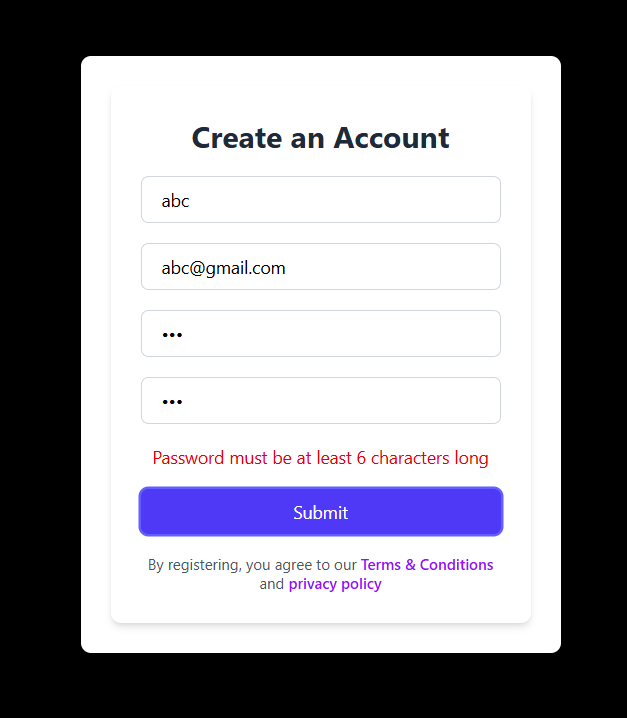 Create an Account
abc
abc@gmail.com
•••
•••
Password must be at least 6 characters long
Submit
By registering, you agree to our Terms & Conditions
and privacy policy